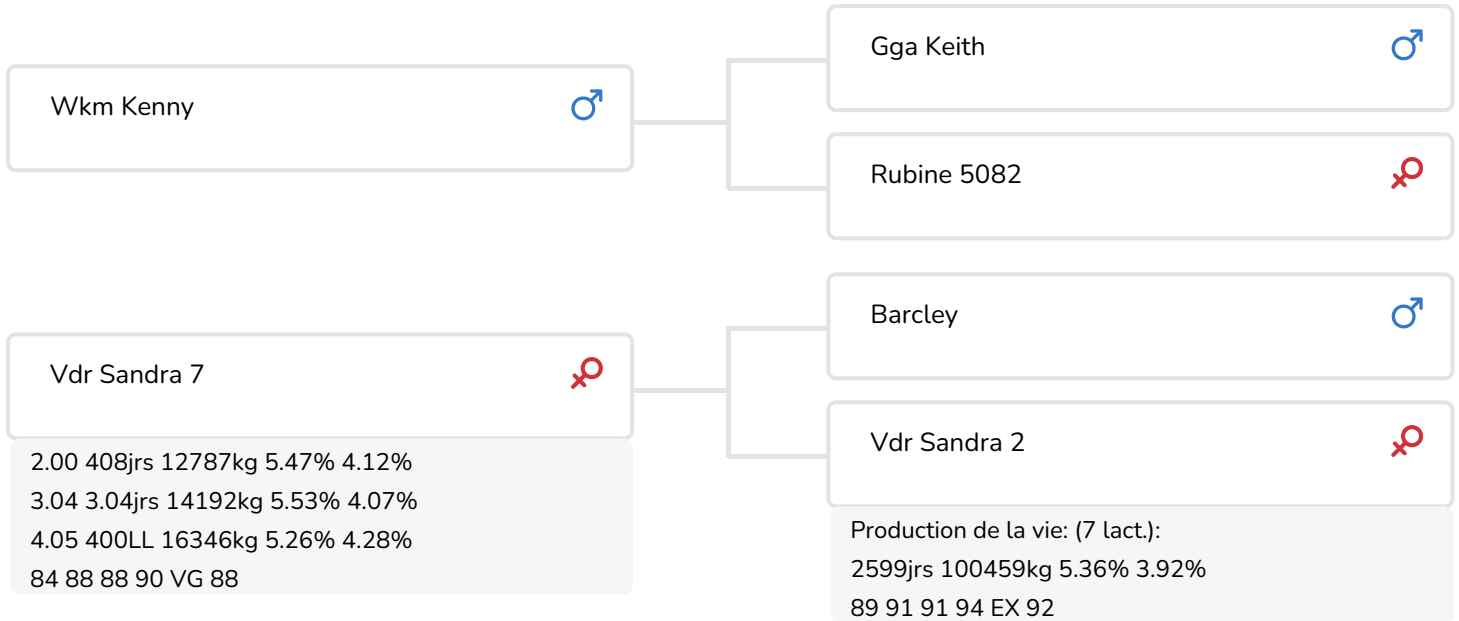 Wkm Kenny
Gga Keith
Rubine 5082
Vdr Sandra 7
2.00 408jrs 12787kg 5.47% 4.12%
3.04 3.04jrs 14192kg 5.53% 4.07%
4.05 400LL 16346kg 5.26% 4.28%
84 88 88 90 VG 88
Barcley
Vdr Sandra 2
Production de la vie: (7 lact.):
2599jrs 100459kg 5.36% 3.92%
89 91 91 94 EX 92